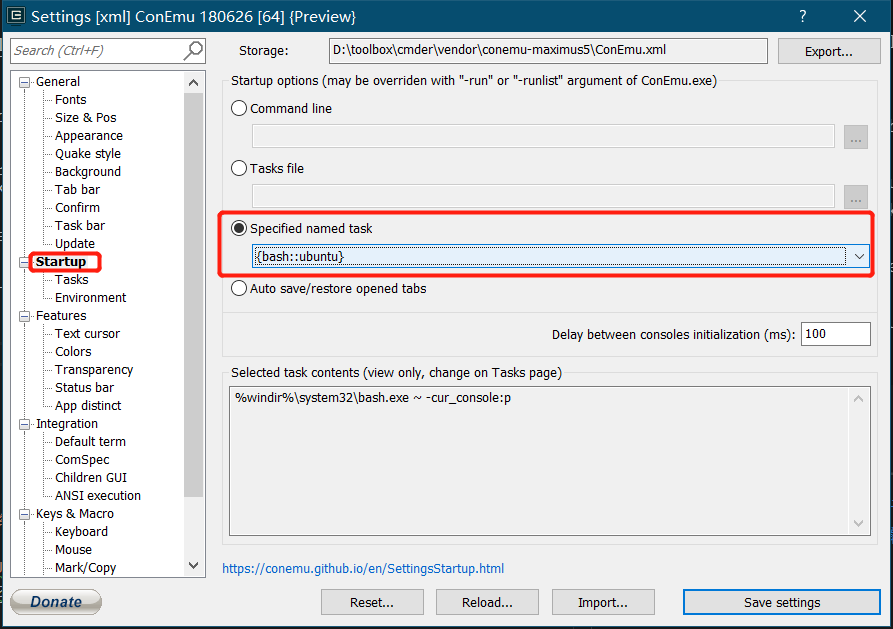 Settings [xml] ConEmu 180626 [64] {Preview}
?
Search (Ctrl+F)
Storage:
D:\toolbox\cmder\vendor\conemu-maximus5\ConEmu.xml
Export...
General
Fonts
Size & Pos
Appearance
Quake style
Background
Tab bar
Confirm
Task bar
Update
Startup
Tasks
Environment
Features
Text cursor
Colors
Transparency
Status bar
App distinct
Integration
Default term
ComSpec
Children GUI
ANSI execution
Keys & Macro
Keyboard
Mouse
Mark/Copy
Startup options (may be overriden with "-run" or "-runlist" argument of ConEmu.exe)
Command line
...
Tasks file
...
Specified named task
{bash::ubuntu}
Auto save/restore opened tabs
Delay between consoles initialization (ms): 100
Selected task contents (view only, change on Tasks page)
%windir%\system32\bash.exe ~ -cur_console:p
https://conemu.github.io/en/SettingsStartup.html
Donate
Reset...
Reload...
Import...
Save settings